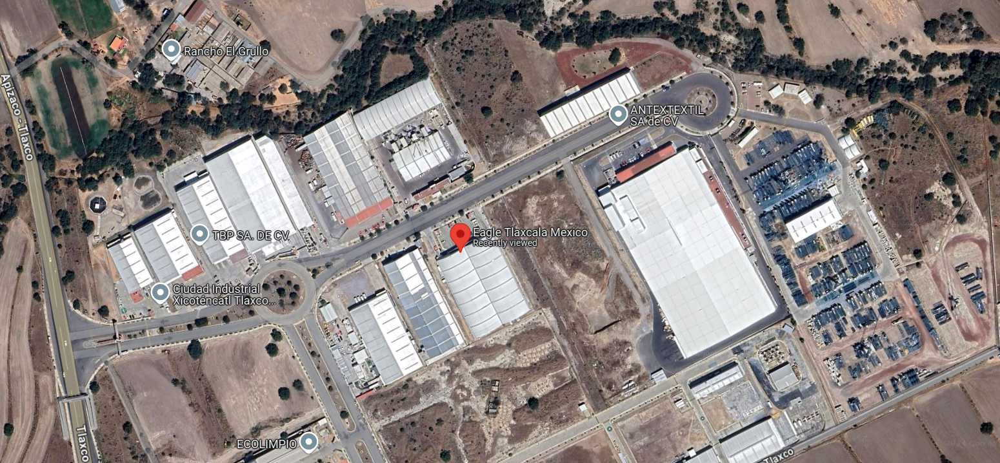 Rancho El Grullo
Apizaco - Tlaxco
ANTEXTEXTIL
SA de CV
Eagle Tlaxcala Mexico
Recently viewed
TBP SA. DE CV.
Ciudad Industrial
Xicoténcatl Tlaxco...
ECOLIMPIO
Tlaxco
Tlaxco